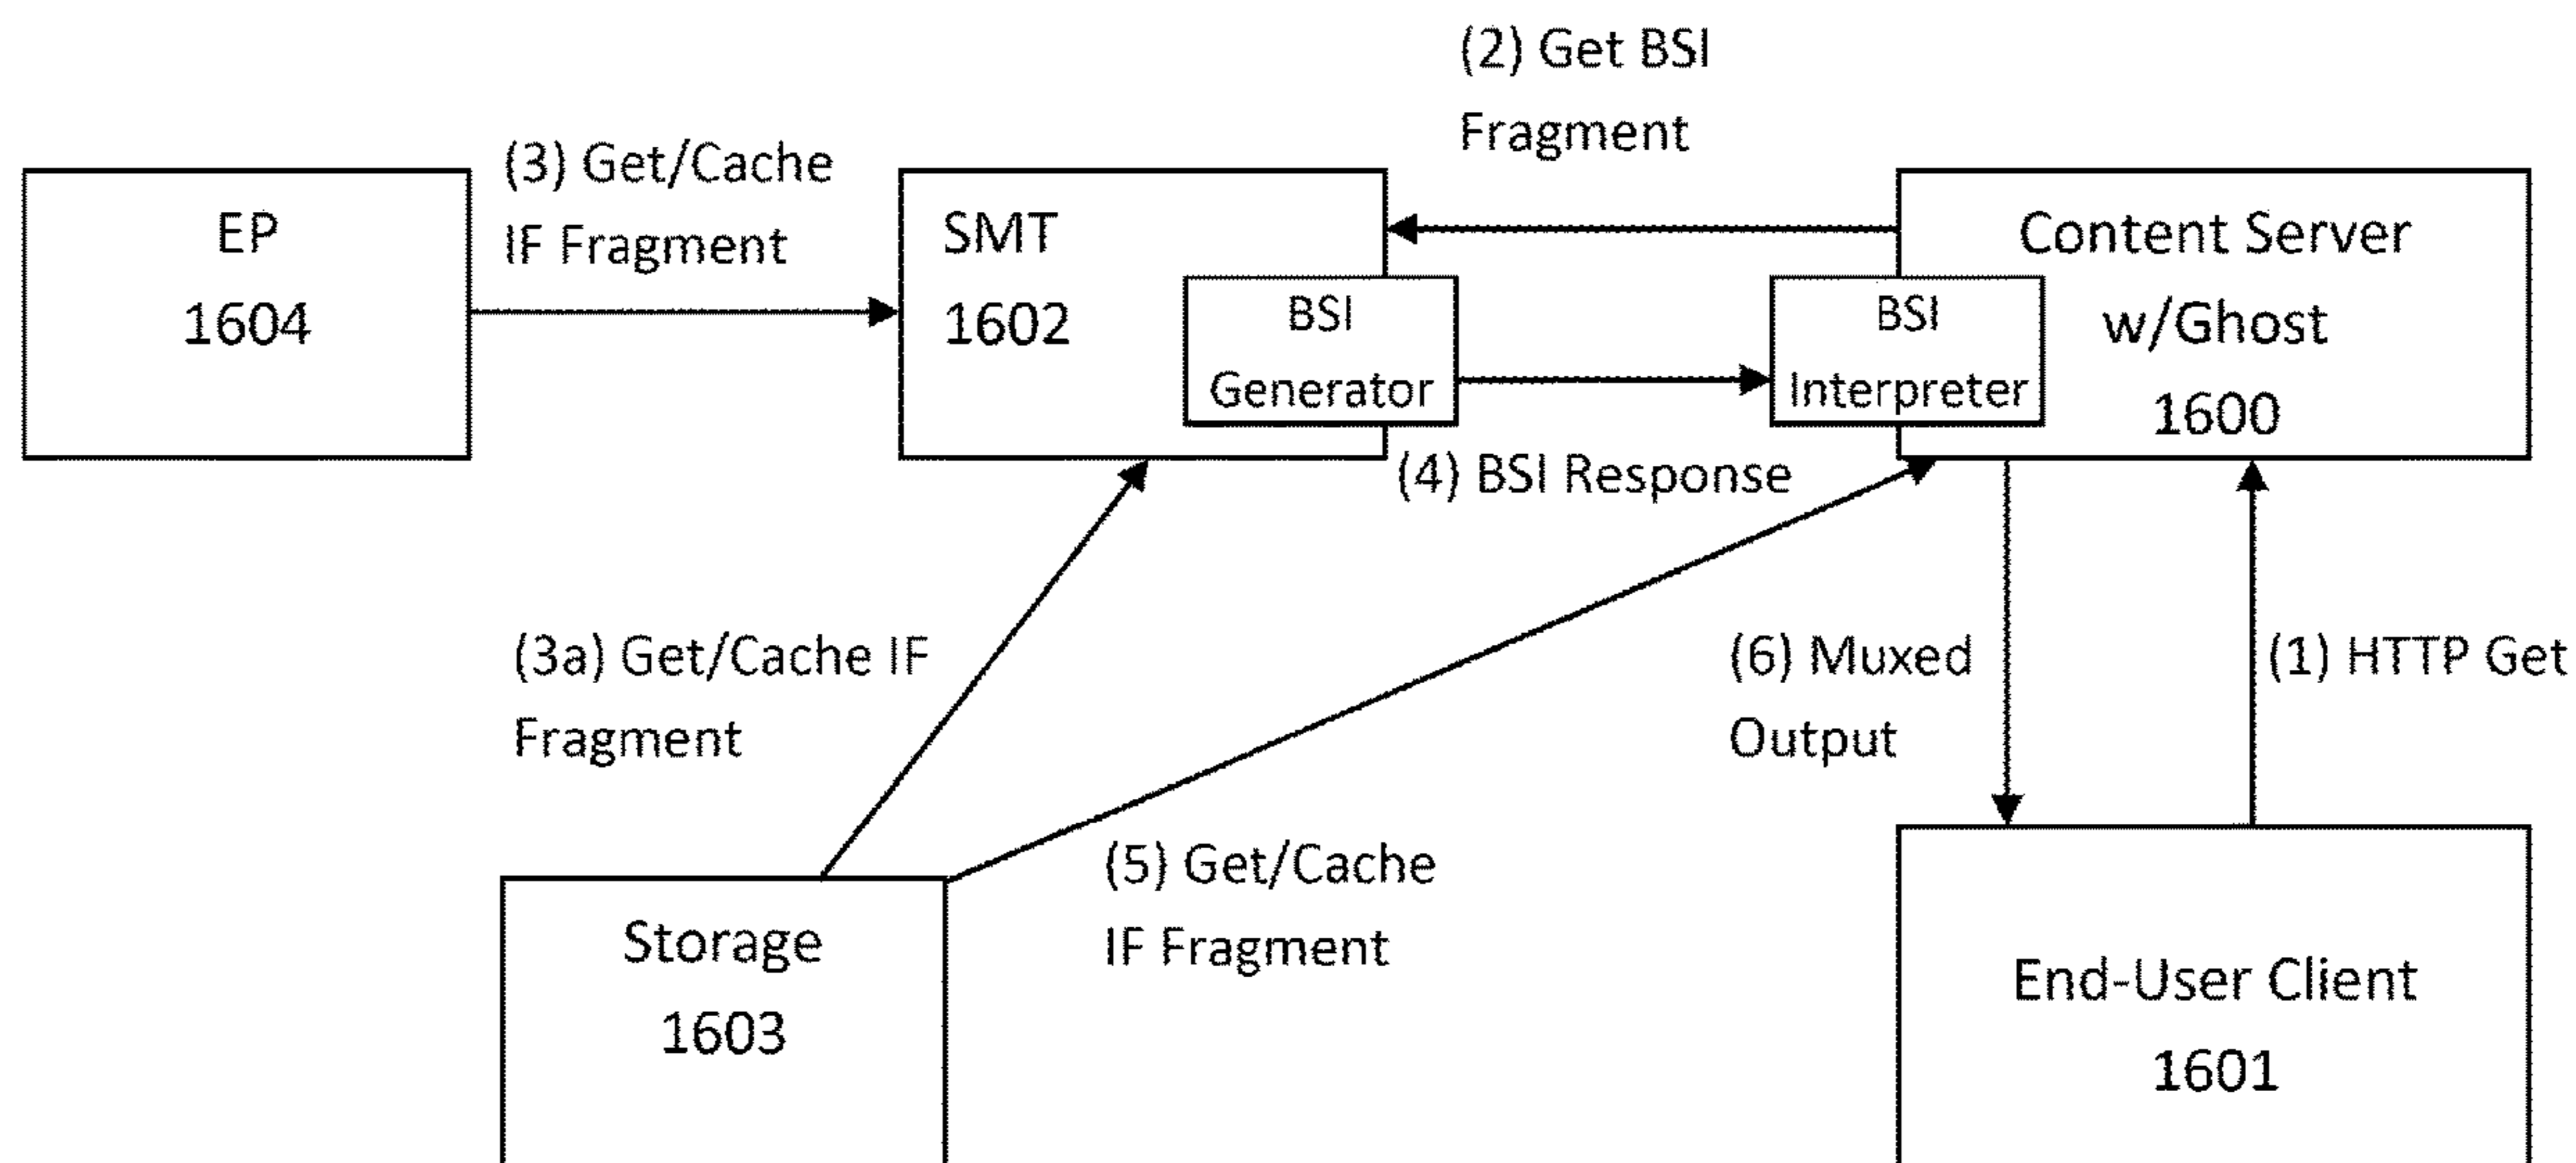 (2) Get BSI
Fragment
(3) Get/Cache
IF Fragment
EP
1604
SMT
1602
BSI
Generator
BSI
Interpreter
Content Server
w/Ghost
1600
(4) BSI Response
(3a) Get/Cache IF
Fragment
(6) Muxed
Output
(1) HTTP Get
(5) Get/Cache
IF Fragment
Storage
1603
End-User Client
1601